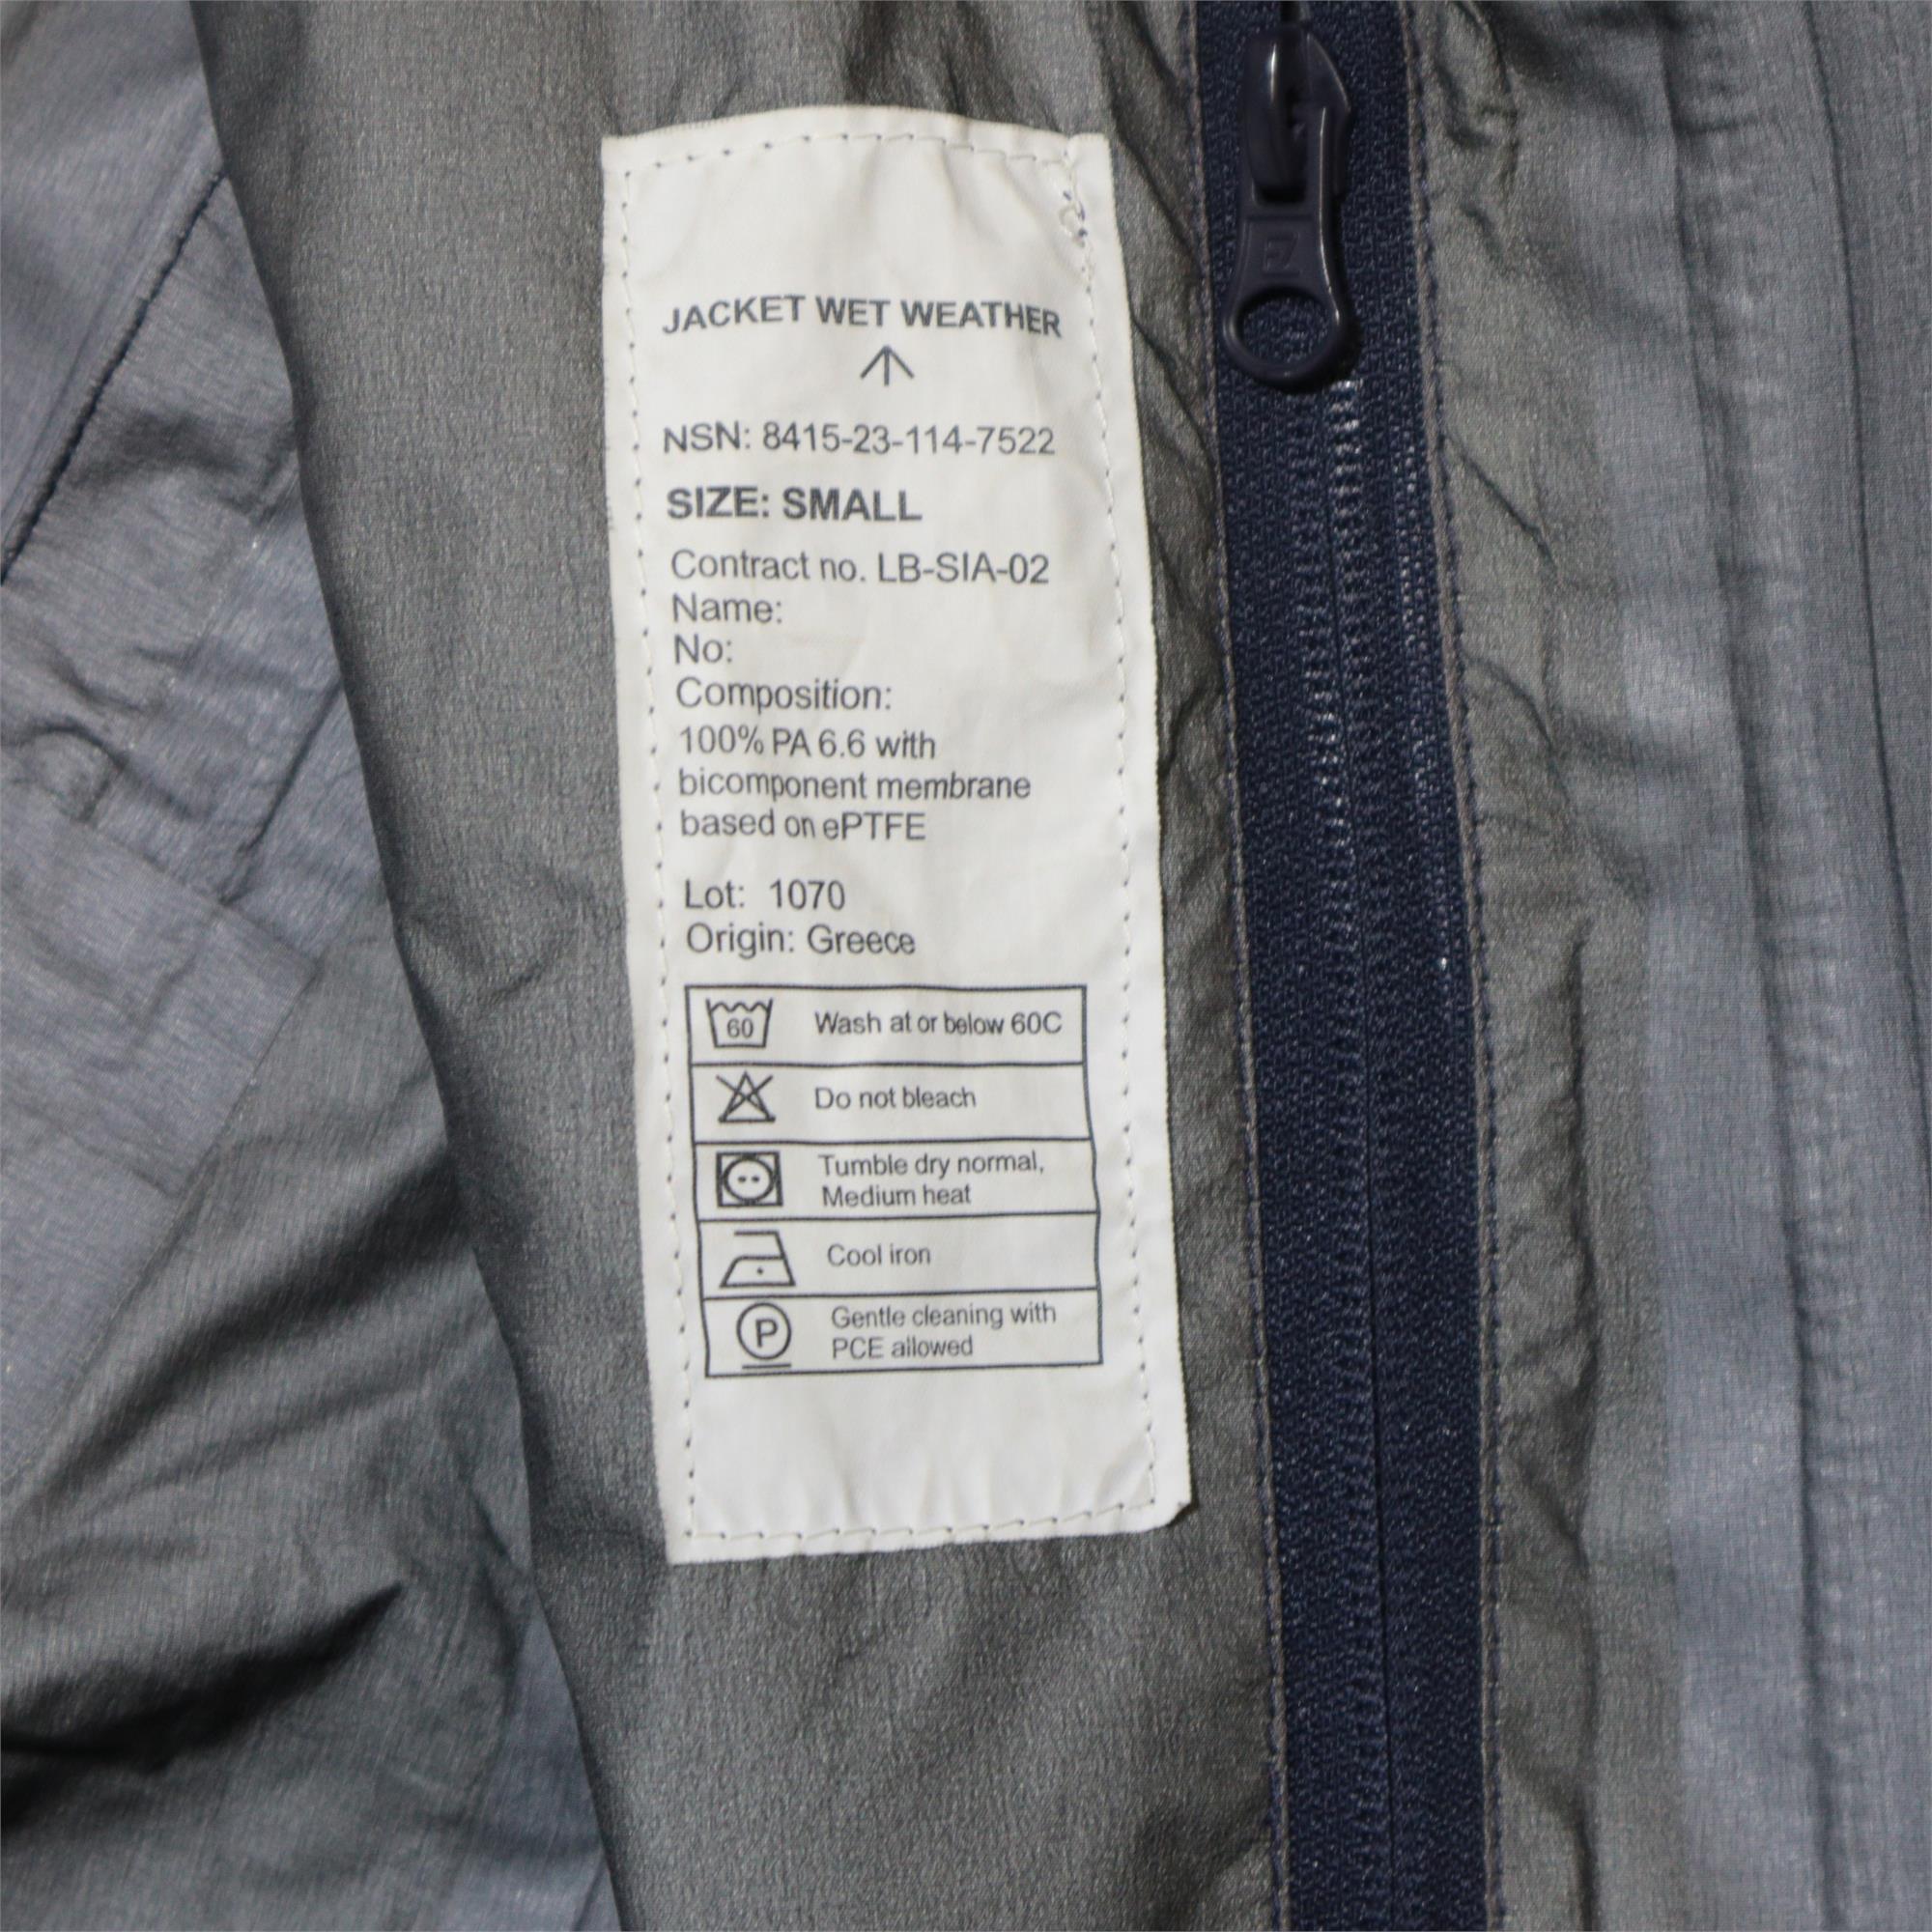 JACKET WET WEATHER
NSN: 8415-23-114-7522
SIZE: SMALL
Contract no. LB-SIA-02
Name:
No:
Composition:
100% PA 6.6 with
bicomponent membrane
based on ePTFE
Lot: 1070
Origin: Greece
60 Wash at or below 60C
Do not bleach
Tumble dry normal,
Medium heat
Cool iron
P Gentle cleaning with
PCE allowed